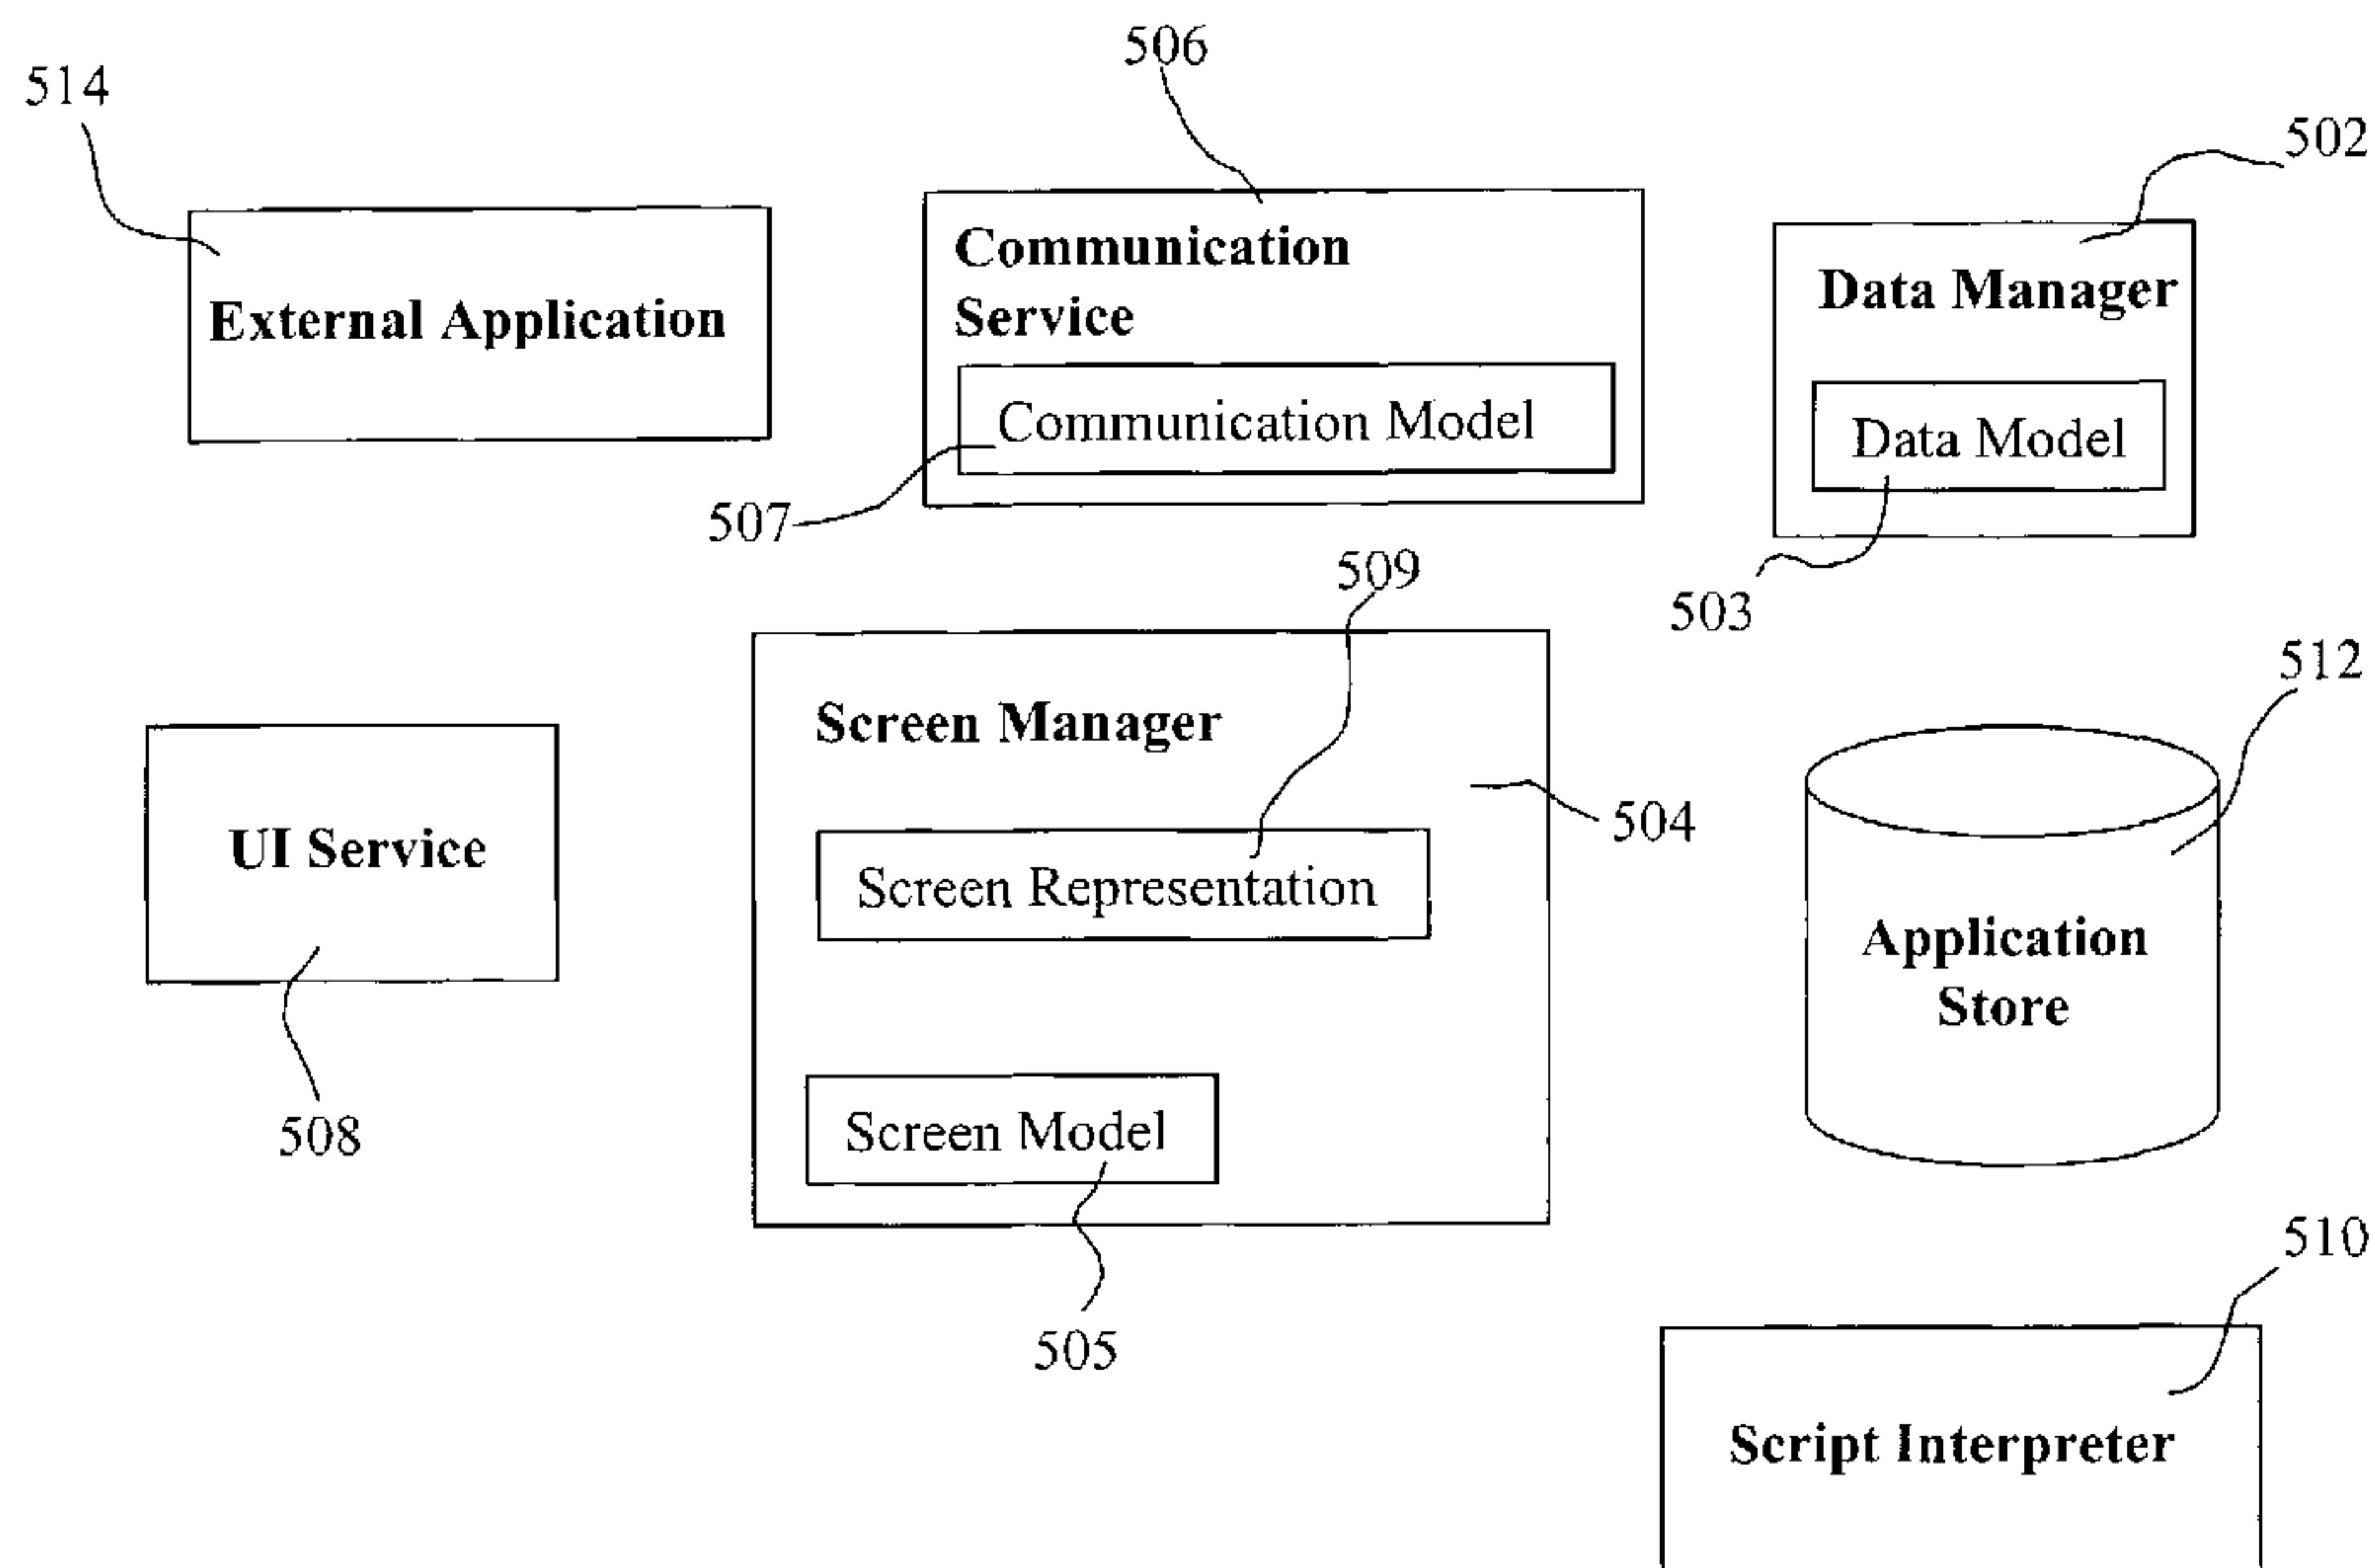 506
514
502
Communication
Service
Data Manager
External Application
Communication Model
Data Model
507
509
503
512
Screen Manager
504
UI Service
Screen Representation
Application
Store
508
Screen Model
510
505
Script Interpreter